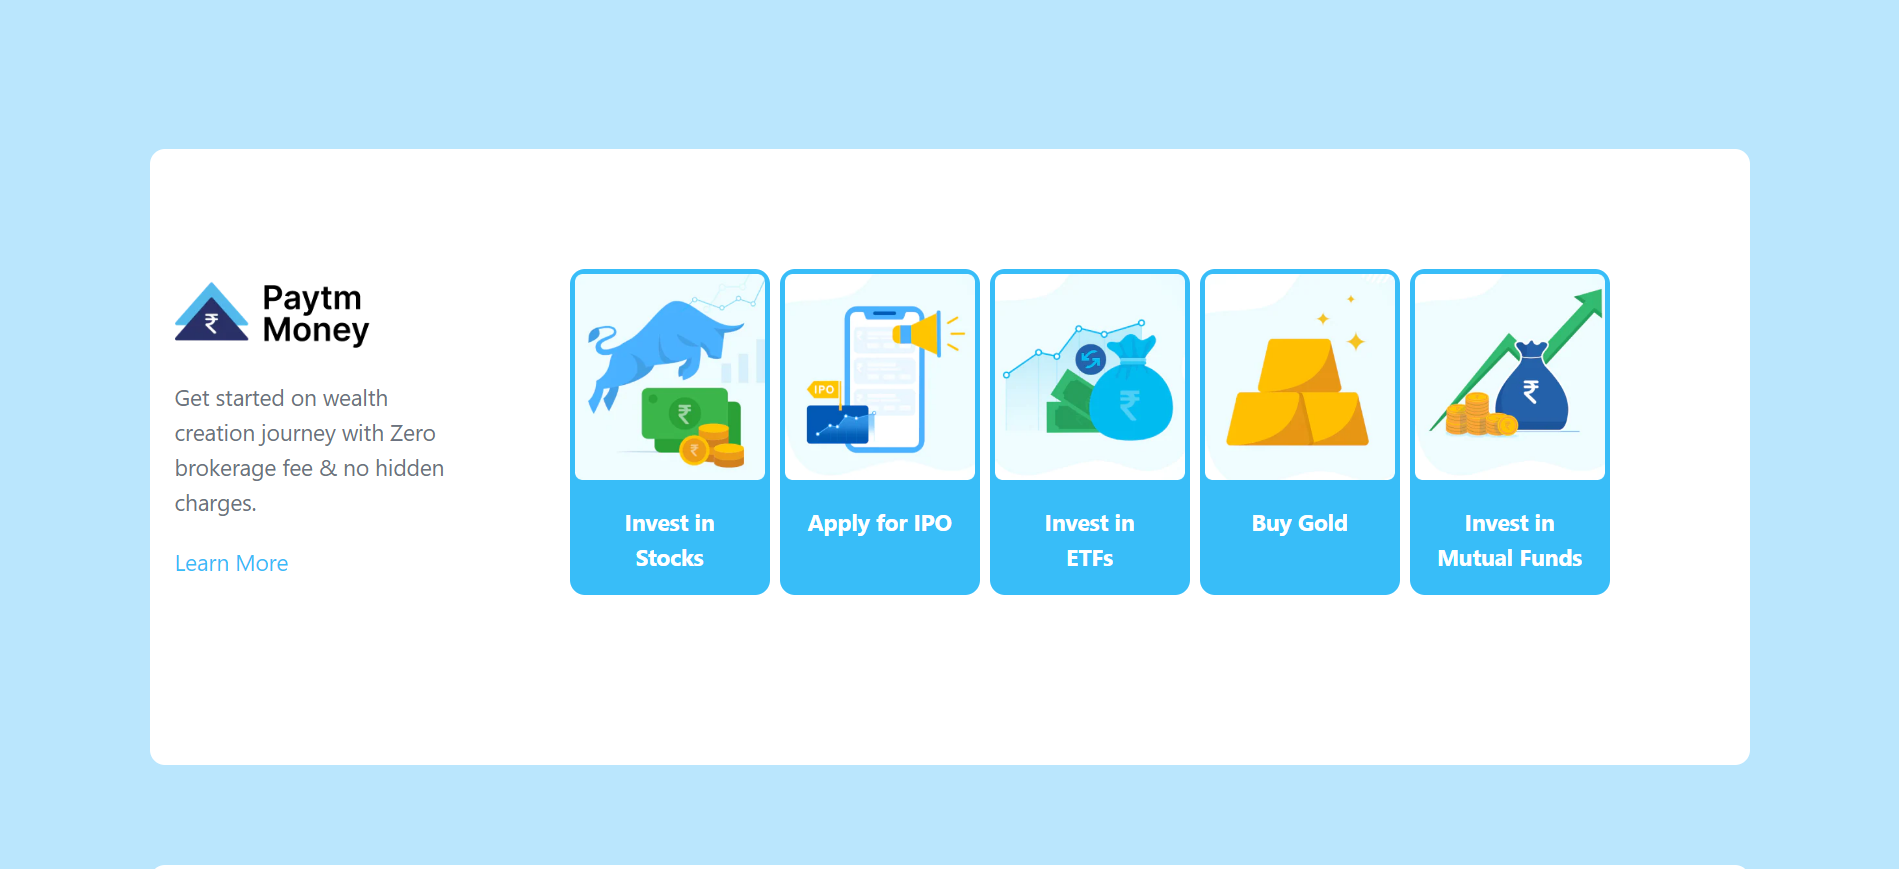 Paytm
Money
Get started on wealth
creation journey with Zero
brokerage fee & no hidden
charges.
Learn More
₹
₹
₹
Invest in
Stocks
IPO
Apply for IPO
₹
Invest in
ETFs
Buy Gold
₹
Invest in
Mutual Funds